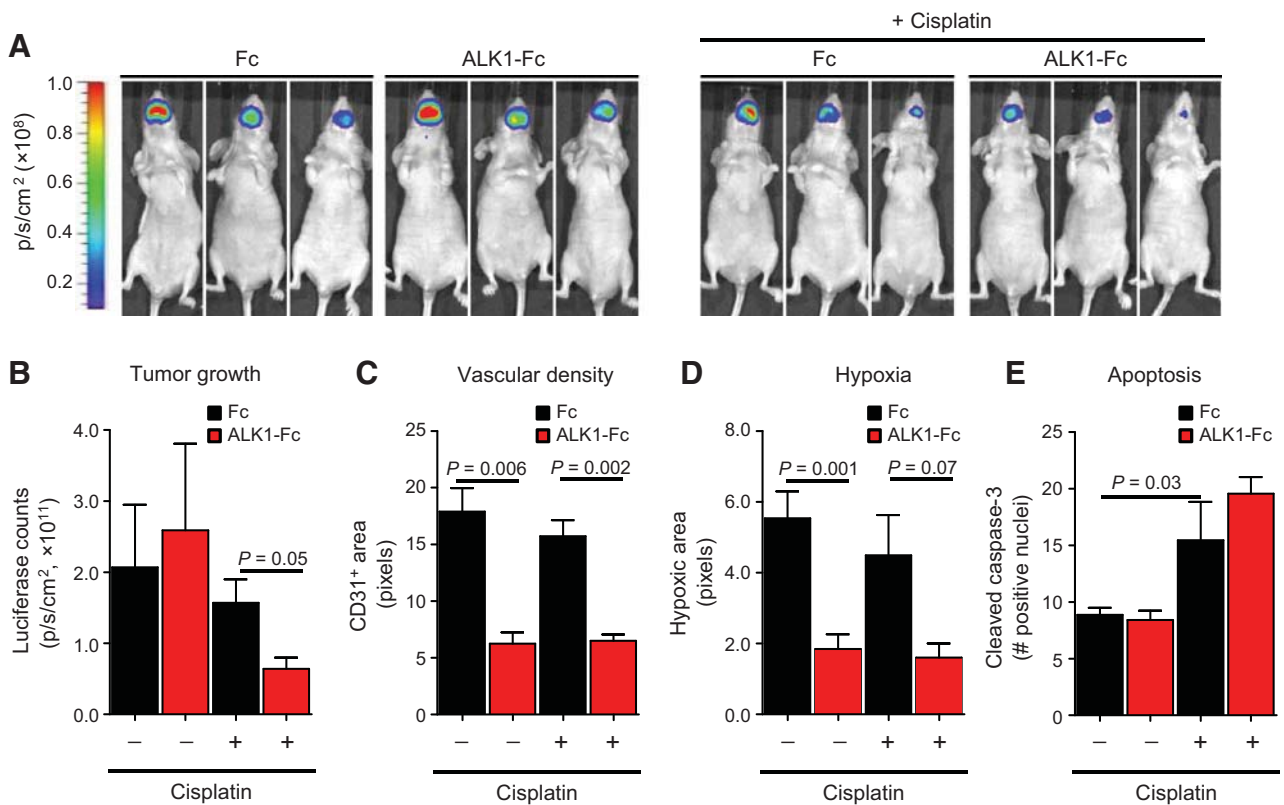 + Cisplatin
A
Fc
ALK1-Fc
Fc
ALK1-Fc
p/s/cm² (×10⁸)
1.0
0.8
0.6
0.4
0.2
B
Tumor growth
Fc
ALK1-Fc
Luciferase counts
(p/s/cm², ×10¹¹)
4.0
3.0
2.0
1.0
0.0
P = 0.05
– – + +
Cisplatin
C
Vascular density
Fc
ALK1-Fc
CD31⁺ area
(pixels)
25
20
15
10
5
0
P = 0.006
P = 0.002
– – + +
Cisplatin
D
Hypoxia
Fc
ALK1-Fc
Hypoxic area
(pixels)
8.0
6.0
4.0
2.0
0.0
P = 0.001
P = 0.07
– – + +
Cisplatin
E
Apoptosis
Fc
ALK1-Fc
Cleaved caspase-3
(# positive nuclei)
25
20
15
10
5
0
P = 0.03
– – + +
Cisplatin